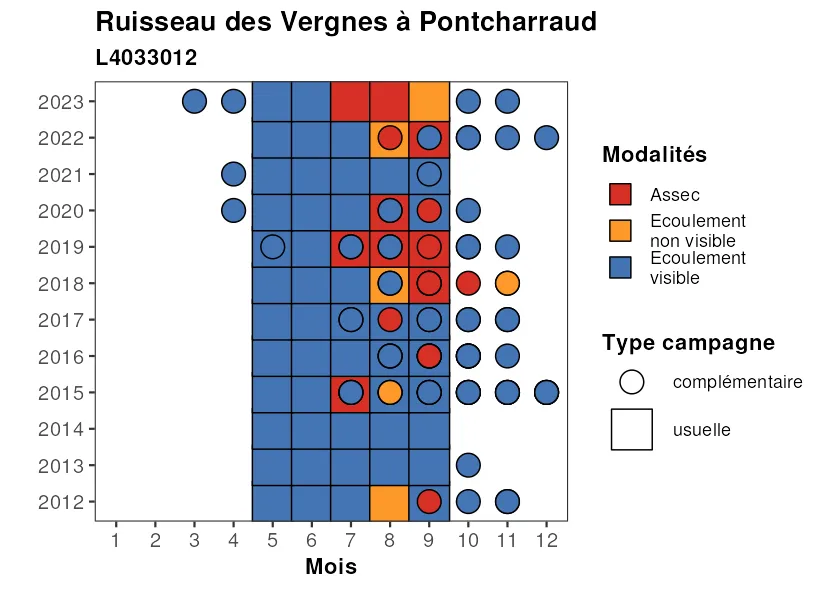 Ruisseau des Vergnes à Pontcharraud
L4033012
2023
2022
2021
2020
2019
2018
2017
2016
2015
2014
2013
2012
1 2 3 4 5 6 7 8 9 10 11 12
Mois
Modalités
Assec
Ecoulement
non visible
Ecoulement
visible
Type campagne
complémentaire
usuelle